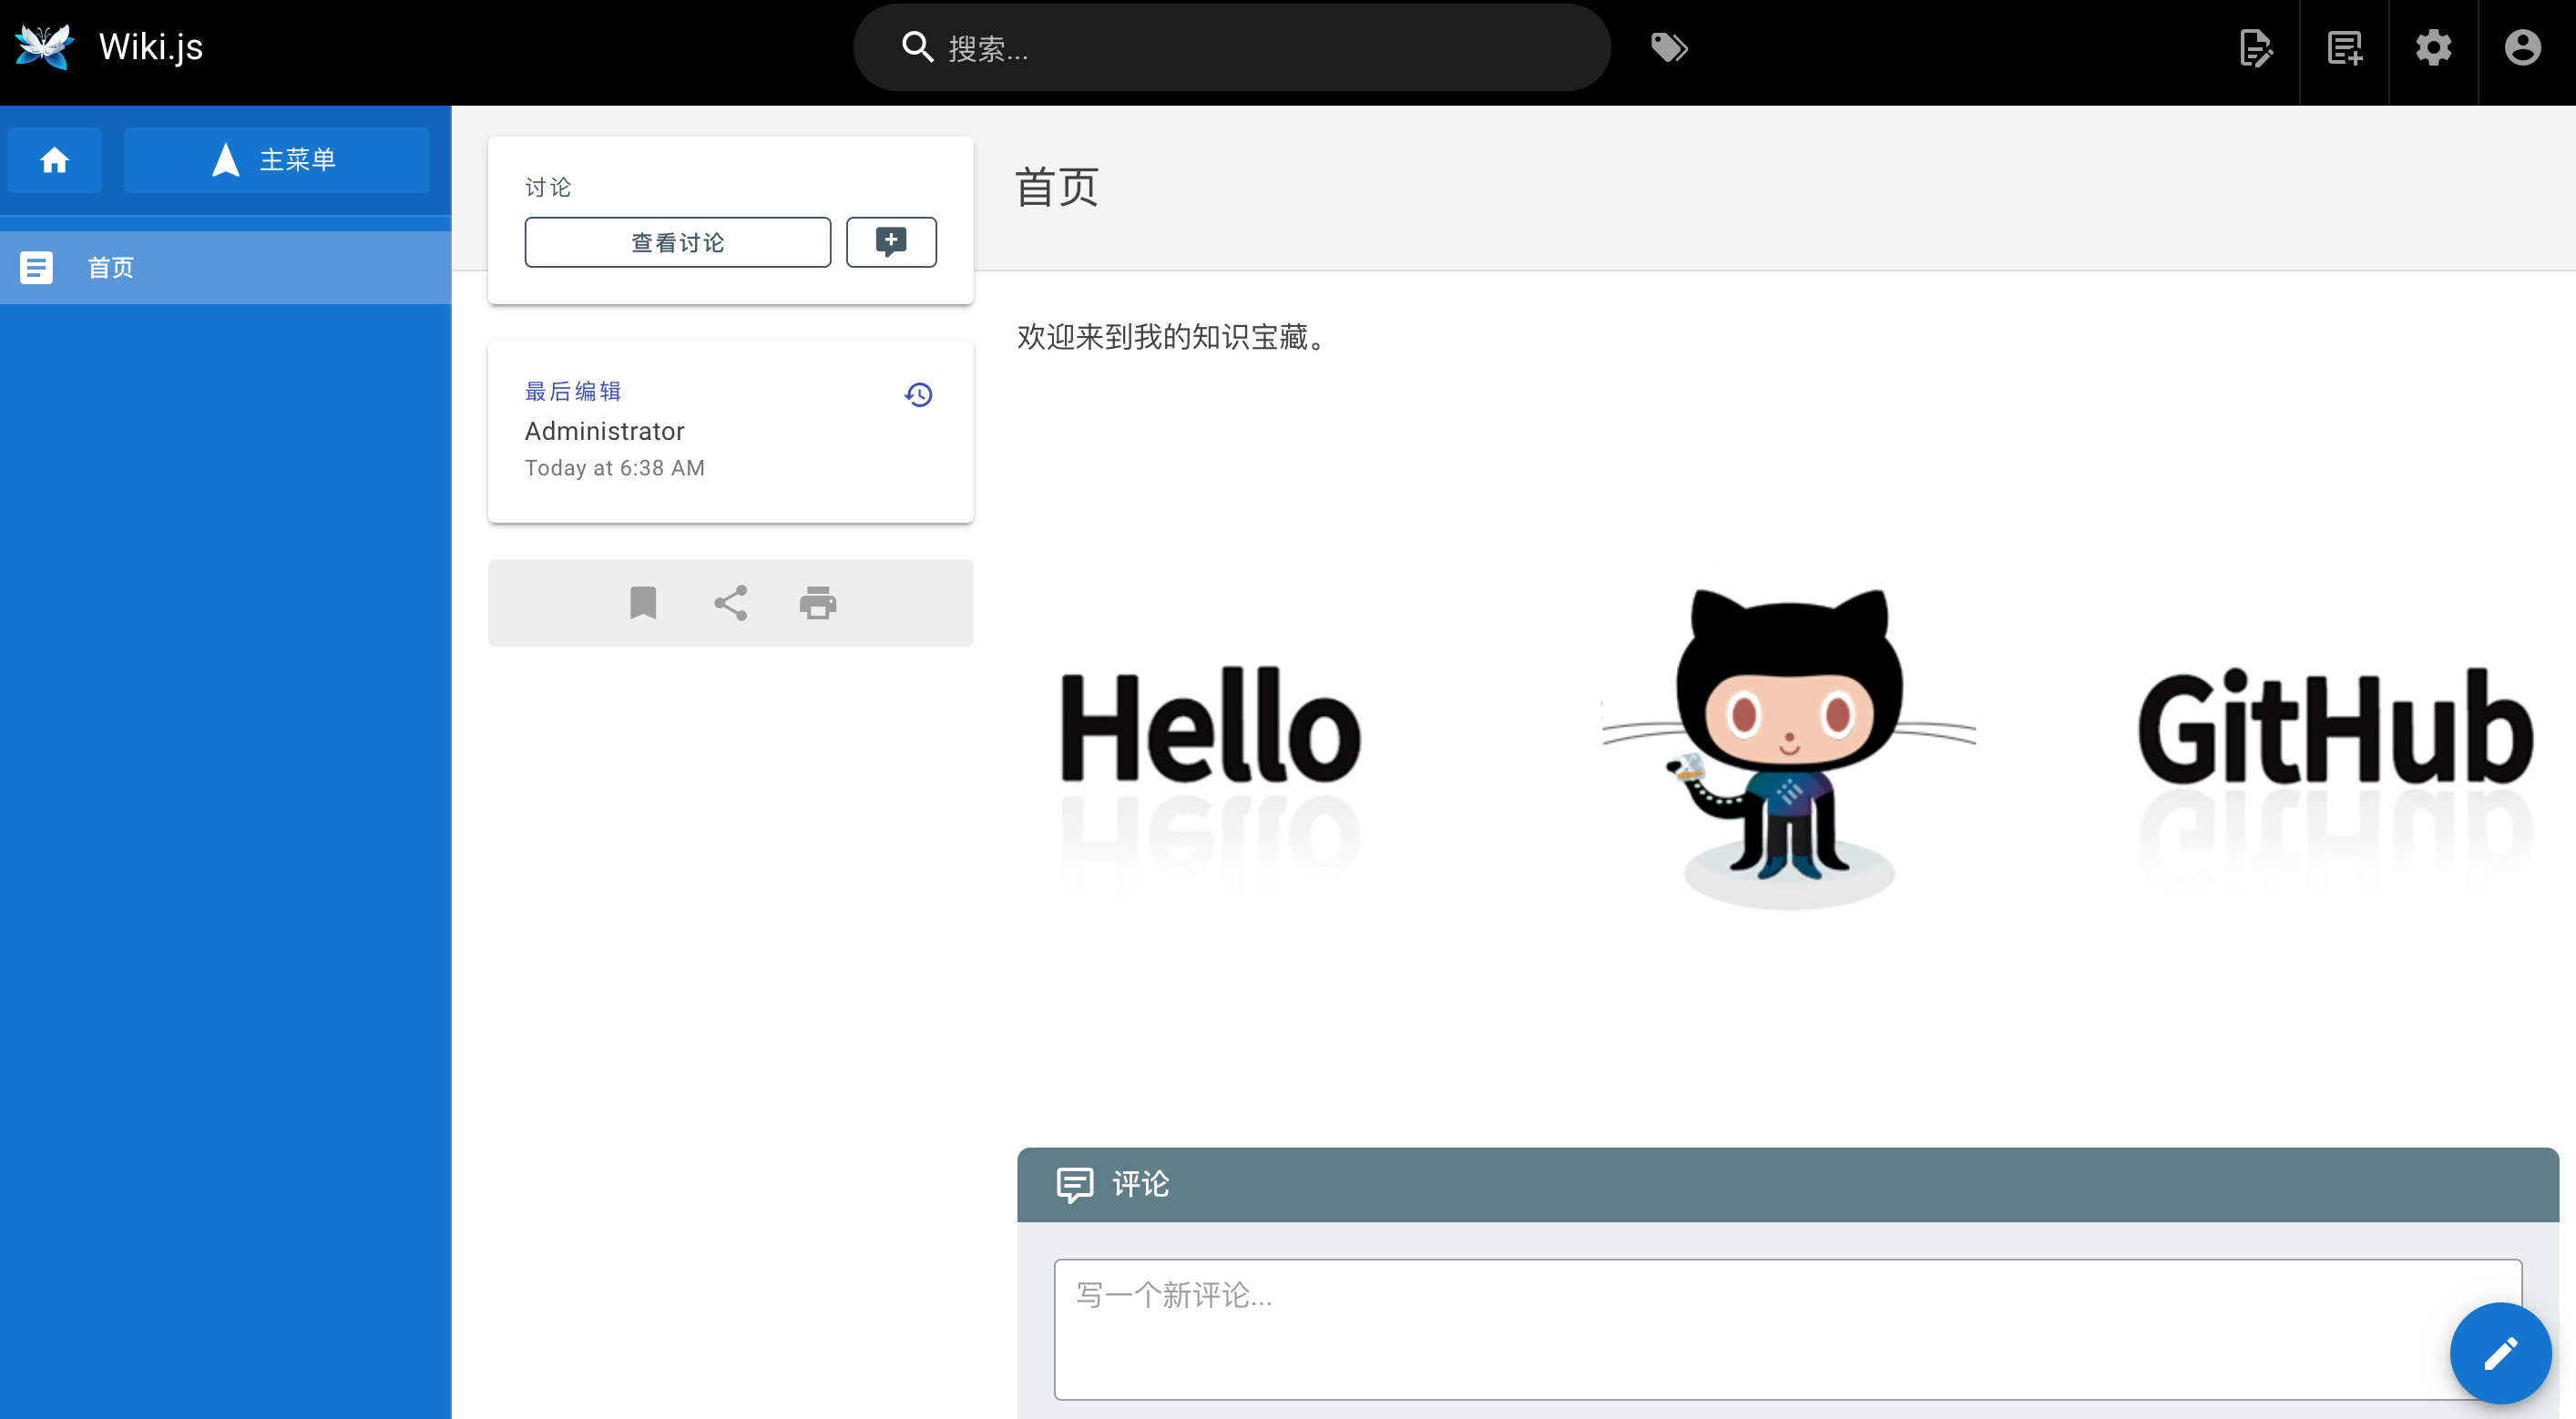 Wiki.js
搜索...
主菜单
首页
讨论
查看讨论
最后编辑
Administrator
Today at 6:38 AM
首页
欢迎来到我的知识宝藏。
Hello
GitHub
评论
写一个新评论...